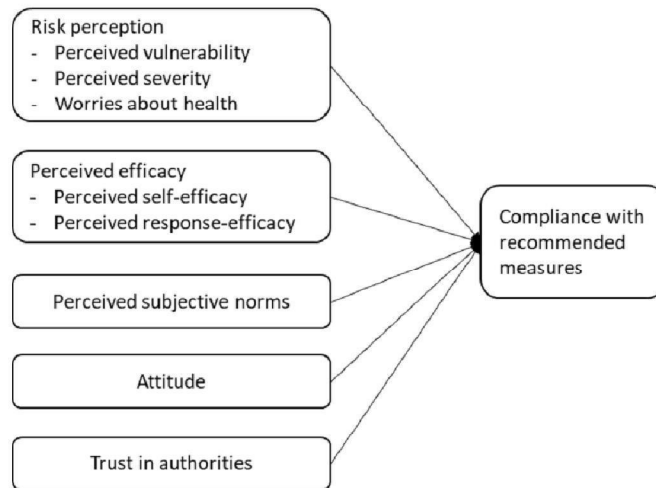 Risk perception
- Perceived vulnerability
- Perceived severity
- Worries about health
Perceived efficacy
- Perceived self-efficacy
- Perceived response-efficacy
Perceived subjective norms
Attitude
Trust in authorities
Compliance with
recommended
measures